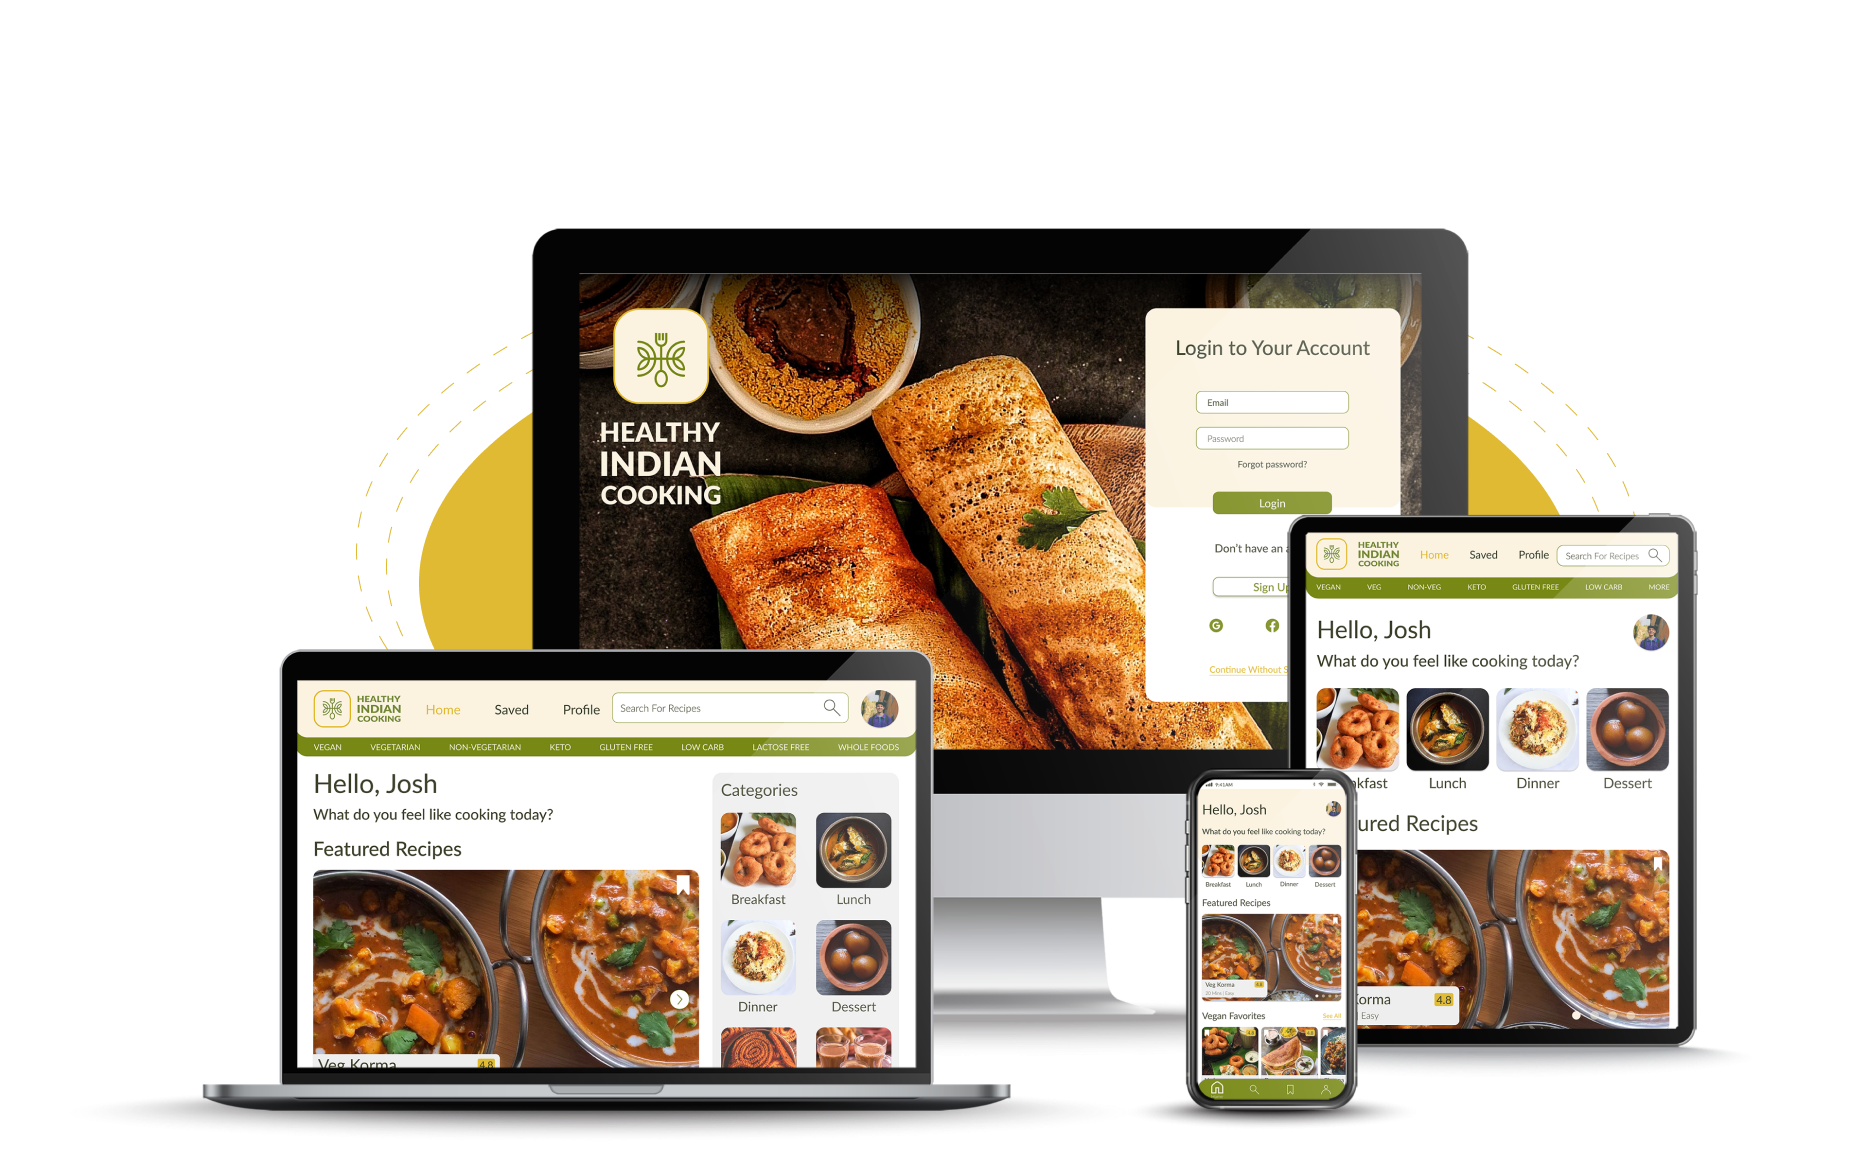 HEALTHY
INDIAN
COOKING
Login to Your Account
Email
Password
Forgot password?
Login
Don't have an
Sign Up
Continue Without
HEALTHY
INDIAN
COOKING
Home Saved Profile Search For Recipes
VEGAN VEGETARIAN NON-VEGETARIAN KETO GLUTEN FREE LOW CARB LACTOSE FREE WHOLE FOODS
Hello, Josh
What do you feel like cooking today?
Featured Recipes
Veg Korma 4.8
Categories
Breakfast Lunch
Dinner Dessert
9:41AM
Hello, Josh
What do you feel like cooking today?
Breakfast Lunch Dinner Dessert
Featured Recipes
Veg Korma 4.8
20 Mins | Easy
Vegan Favorites See All
HEALTHY
INDIAN
COOKING
Home Saved Profile Search For Recipes
VEGAN VEG NON-VEG KETO GLUTEN FREE LOW CARB MORE
Hello, Josh
What do you feel like cooking today?
kfast Lunch Dinner Dessert
ured Recipes
orma 4.8
Easy